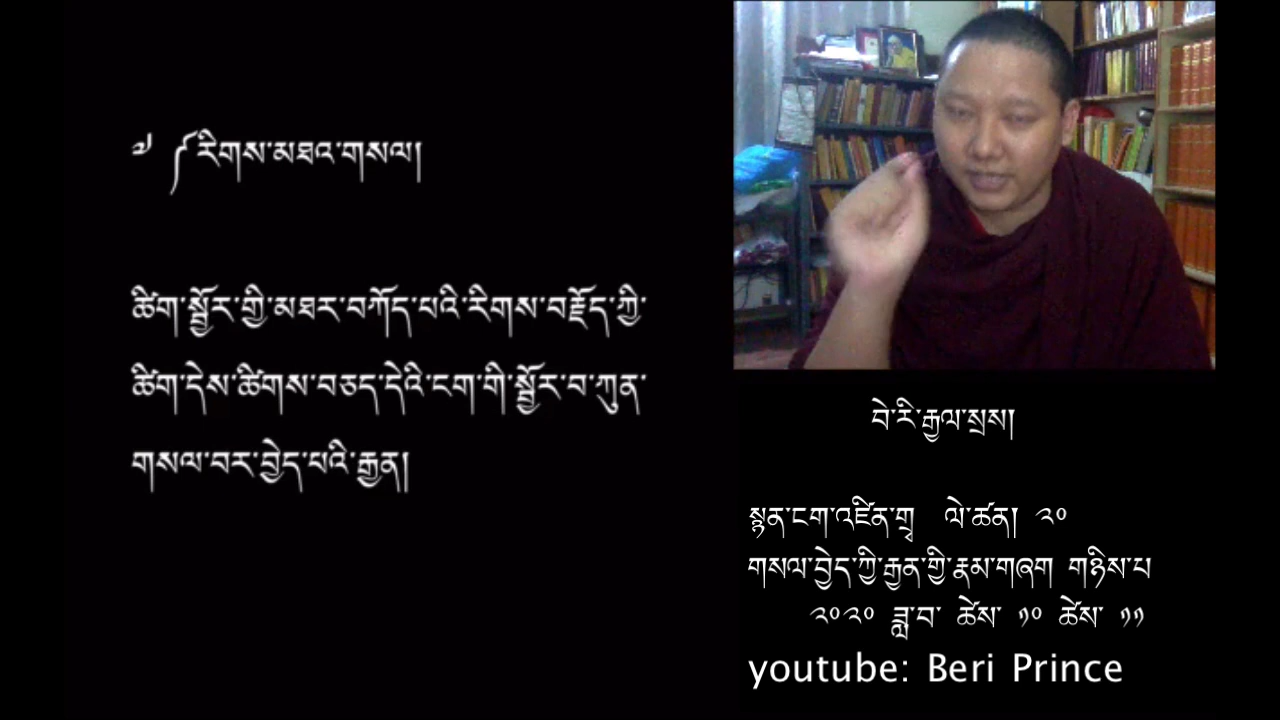 ༧ ༼རིགས་མཐའ་གསལ།
ཚིག་སྦྱོར་གྱི་མཐར་བཀོད་པའི་རིགས་བརྗོད་ཀྱི་
ཚིག་དེས་ཚིགས་བཅད་དེའི་ངག་གི་སྦྱོར་བ་ཀུན་
གསལ་བར་བྱེད་པའི་རྒྱན།
བེ་རི་རྒྱལ་སྲས།
སྙན་ངག་འཛིན་གྲྭ ལེ་ཚན། ༢༠
གསལ་བྱེད་ཀྱི་རྒྱན་གྱི་རྣམ་གཞག གཉིས་པ
༢༠༢༠ ཟླ་བ་ ཚེས་ ༡༠ ཚེས་ ༡༡
youtube: Beri Prince